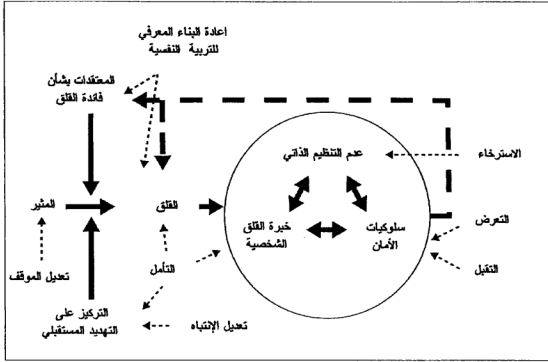 اعادة البناء المعرفي
للتربية النفسية
المعتقدات بشأن
فائدة القلق
عدم التنظيم الذاتي
الاسترخاء
المثير
القلق
خبرة القلق
الشخصية
سلوكيات
الأمان
التعرض
تعديل الموقف
التأمل
التقبل
التركيز على
التهديد المستقبلي
تعديل الإنتباه